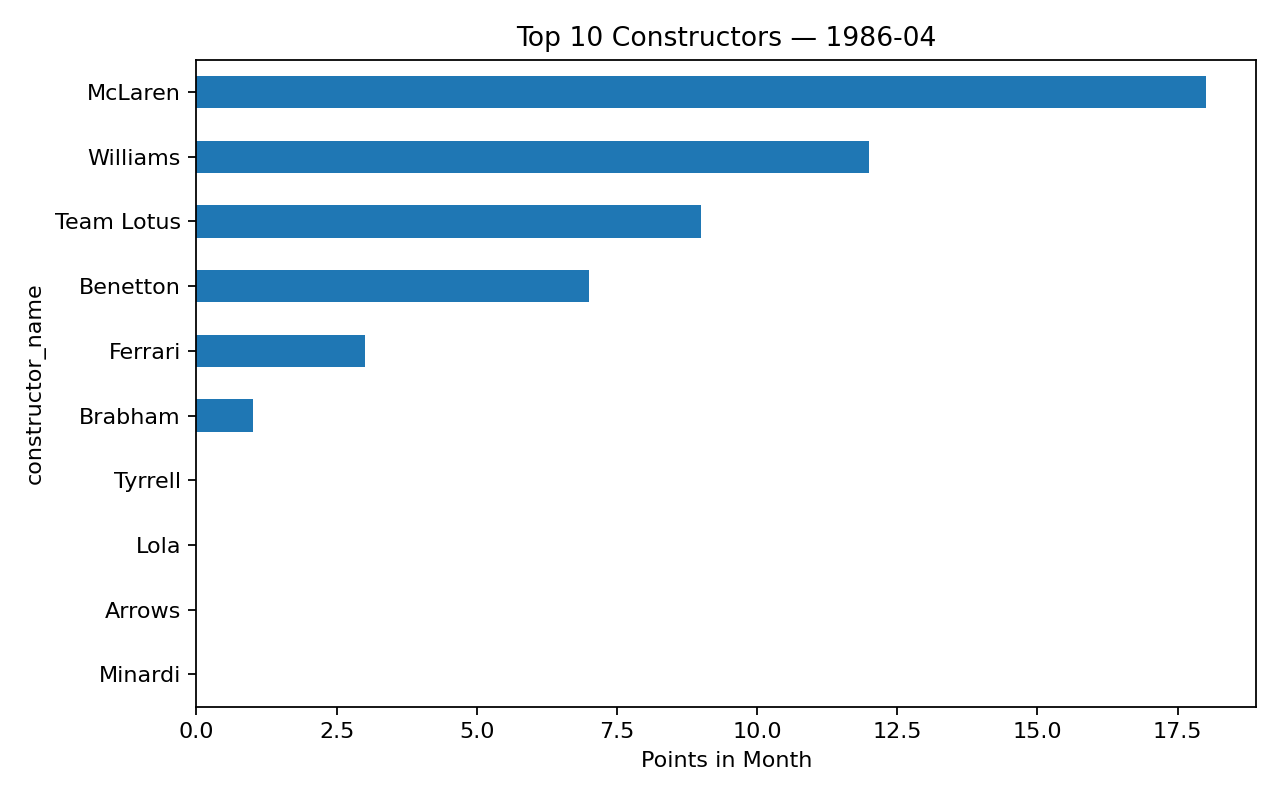 Top 10 Constructors — 1986-04
McLaren
Williams
Team Lotus
Benetton
Ferrari
Brabham
Tyrrell
Lola
Arrows
Minardi
constructor_name
0.0 2.5 5.0 7.5 10.0 12.5 15.0 17.5
Points in Month